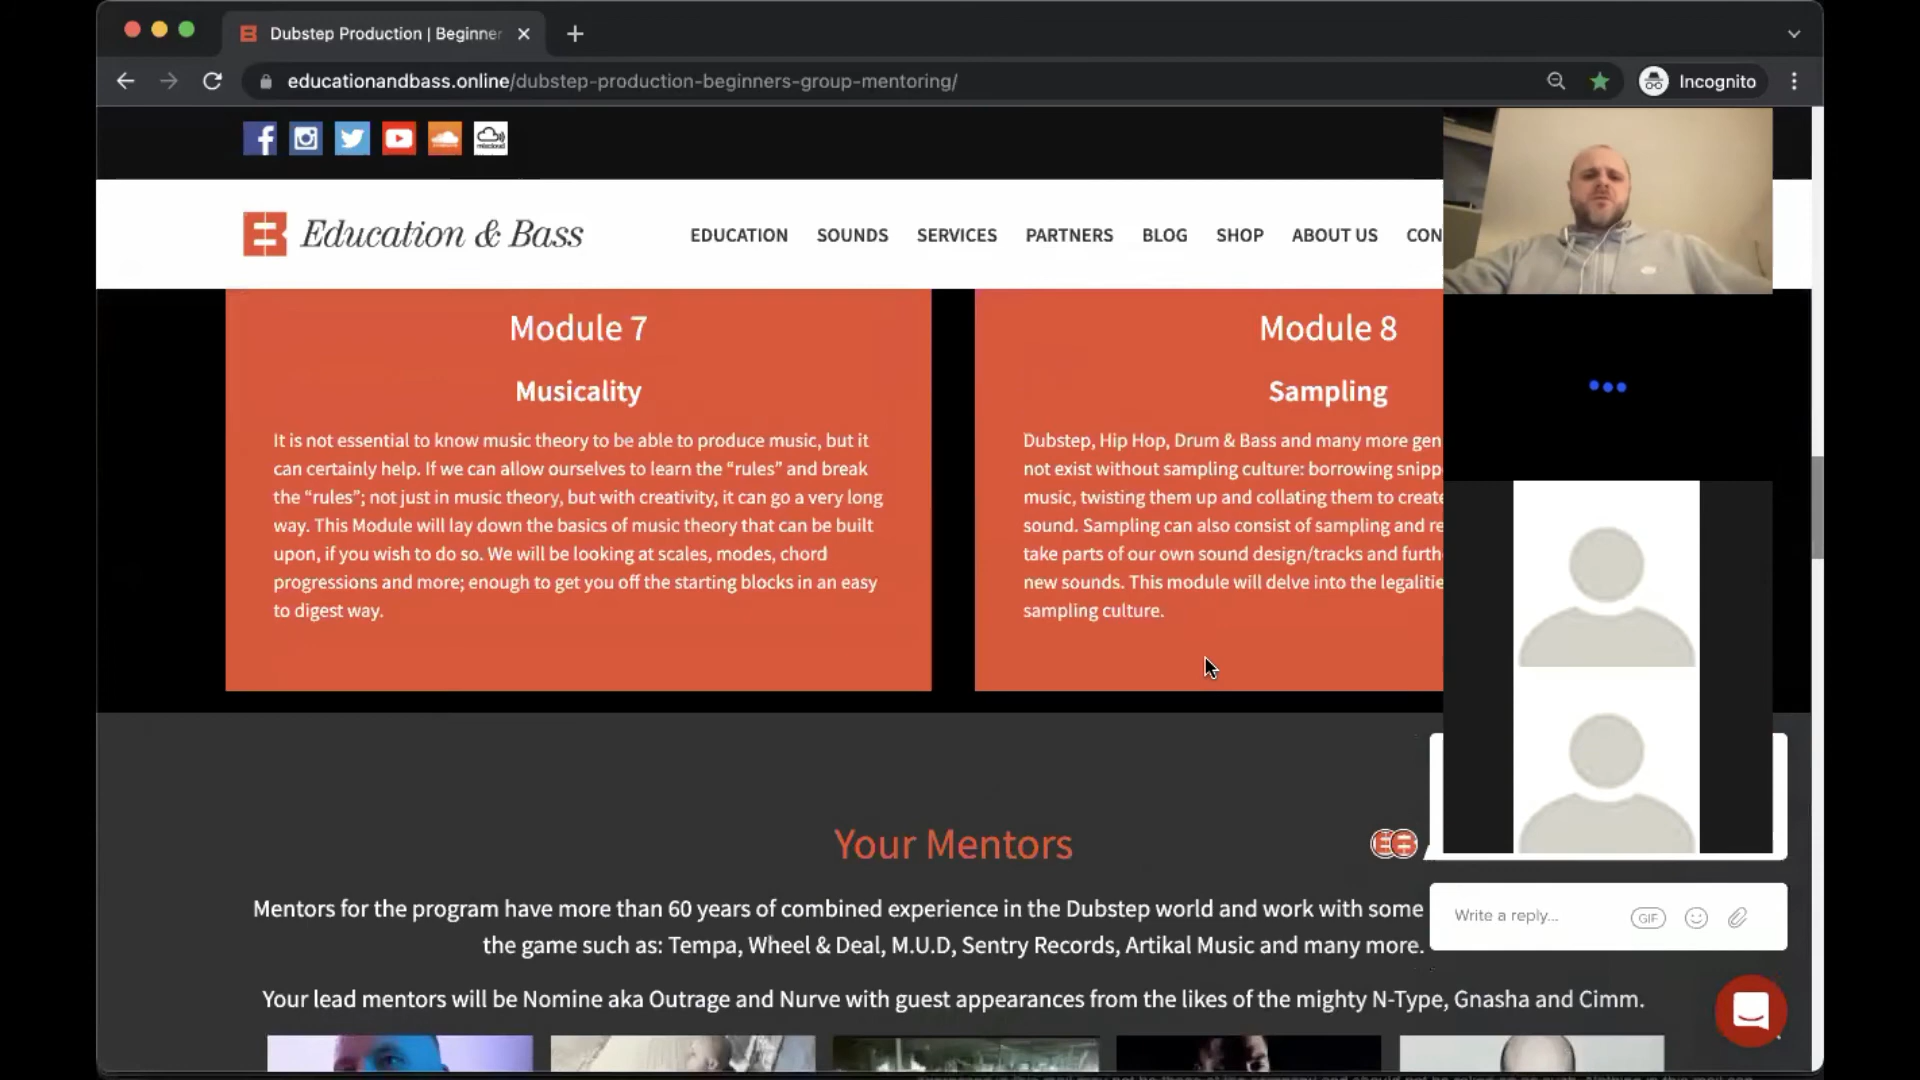 Dubstep Production | Beginner
educationandbass.online/dubstep-production-beginners-group-mentoring/
Incognito
mixcloud
Education & Bass
EDUCATION SOUNDS SERVICES PARTNERS BLOG SHOP ABOUT US CON
Module 7
Musicality
It is not essential to know music theory to be able to produce music, but it
can certainly help. If we can allow ourselves to learn the “rules” and break
the “rules”; not just in music theory, but with creativity, it can go a very long
way. This Module will lay down the basics of music theory that can be built
upon, if you wish to do so. We will be looking at scales, modes, chord
progressions and more; enough to get you off the starting blocks in an easy
to digest way.
Module 8
Sampling
Dubstep, Hip Hop, Drum & Bass and many more gen
not exist without sampling culture: borrowing snipp
music, twisting them up and collating them to create
sound. Sampling can also consist of sampling and re
take parts of our own sound design/tracks and furth
new sounds. This module will delve into the legalitie
sampling culture.
Your Mentors
Mentors for the program have more than 60 years of combined experience in the Dubstep world and work with some
the game such as: Tempa, Wheel & Deal, M.U.D, Sentry Records, Artikal Music and many more.
Your lead mentors will be Nomine aka Outrage and Nurve with guest appearances from the likes of the mighty N-Type, Gnasha and Cimm.
Write a reply...
GIF